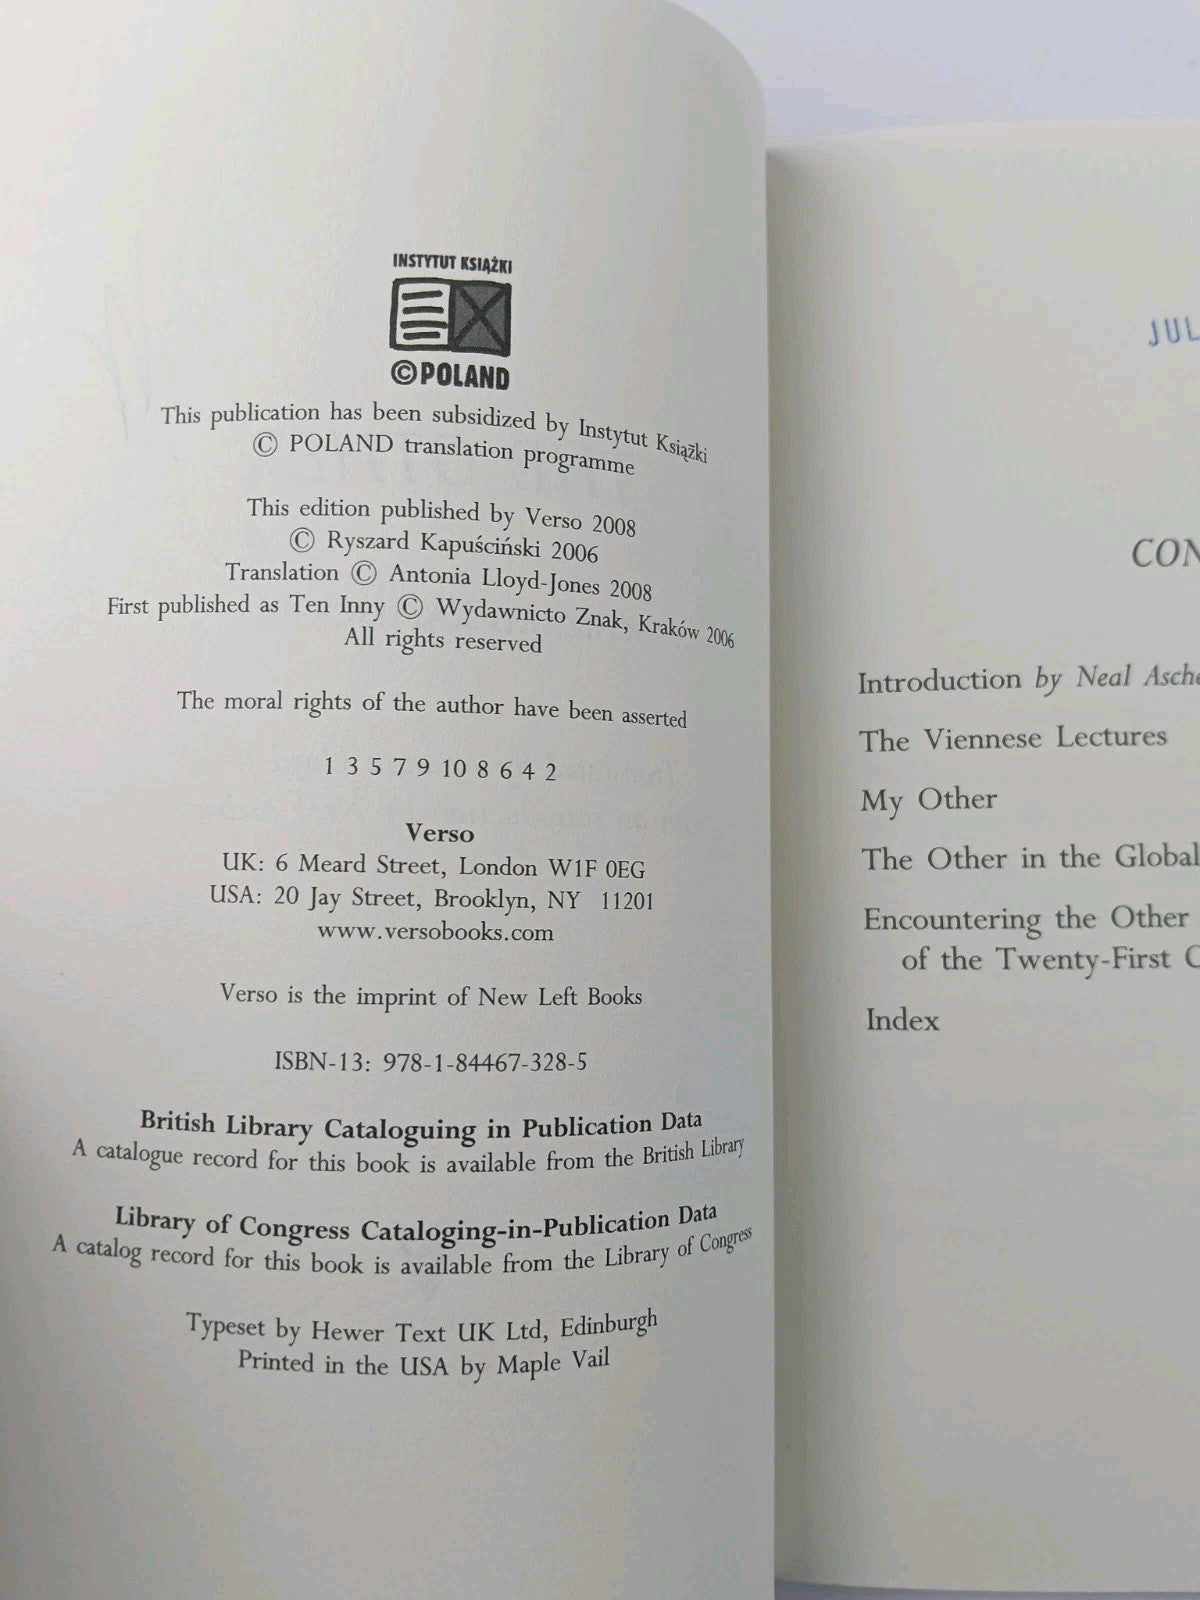 INSTYTUT KSIĄŻKI
©POLAND
This publication has been subsidized by Instytut Książki
© POLAND translation programme
This edition published by Verso 2008
© Ryszard Kapuściński 2006
Translation © Antonia Lloyd-Jones 2008
First published as Ten Inny © Wydawnicto Znak, Kraków 2006
All rights reserved
The moral rights of the author have been asserted
1 3 5 7 9 10 8 6 4 2
Verso
UK: 6 Meard Street, London W1F 0EG
USA: 20 Jay Street, Brooklyn, NY 11201
www.versobooks.com
Verso is the imprint of New Left Books
ISBN-13: 978-1-84467-328-5
British Library Cataloguing in Publication Data
A catalogue record for this book is available from the British Library
Library of Congress Cataloging-in-Publication Data
A catalog record for this book is available from the Library of Congress
Typeset by Hewer Text UK Ltd, Edinburgh
Printed in the USA by Maple Vail
JUL
CON
Introduction by Neal Asche
The Viennese Lectures
My Other
The Other in the Global
Encountering the Other
of the Twenty-First C
Index